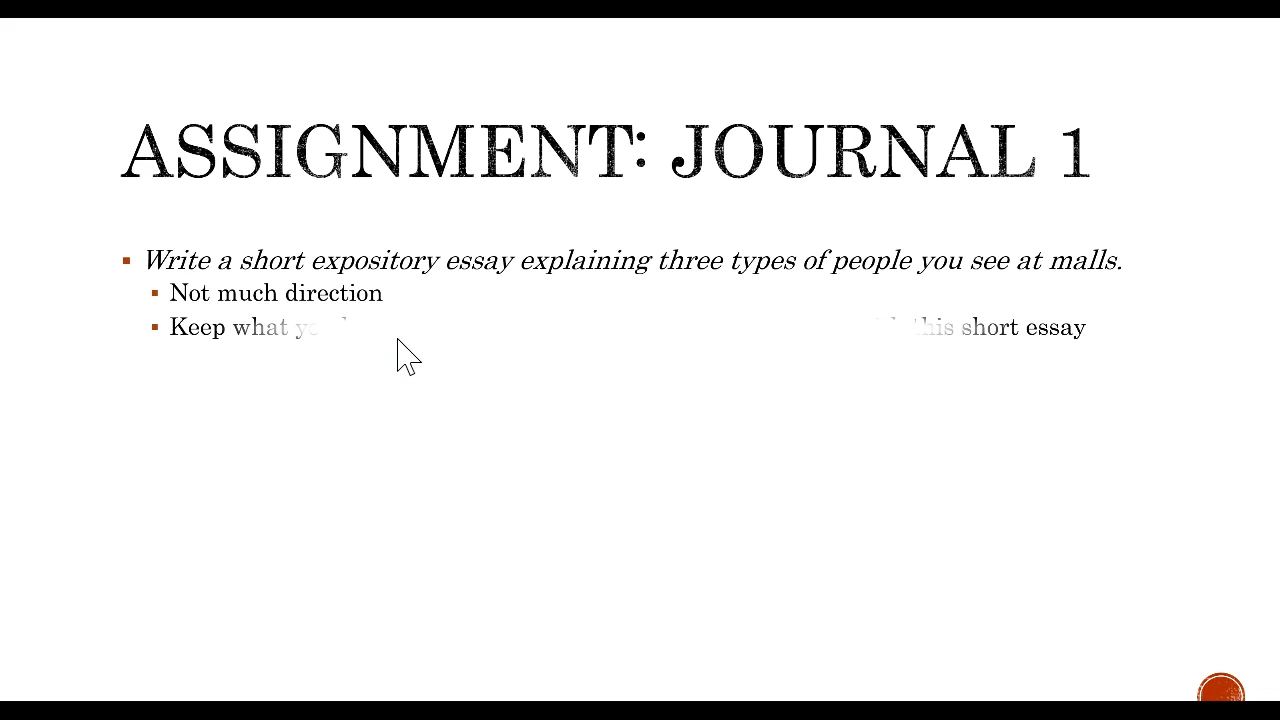 ASSIGNMENT: JOURNAL 1
Write a short expository essay explaining three types of people you see at malls.
Not much direction
Keep what this short essay